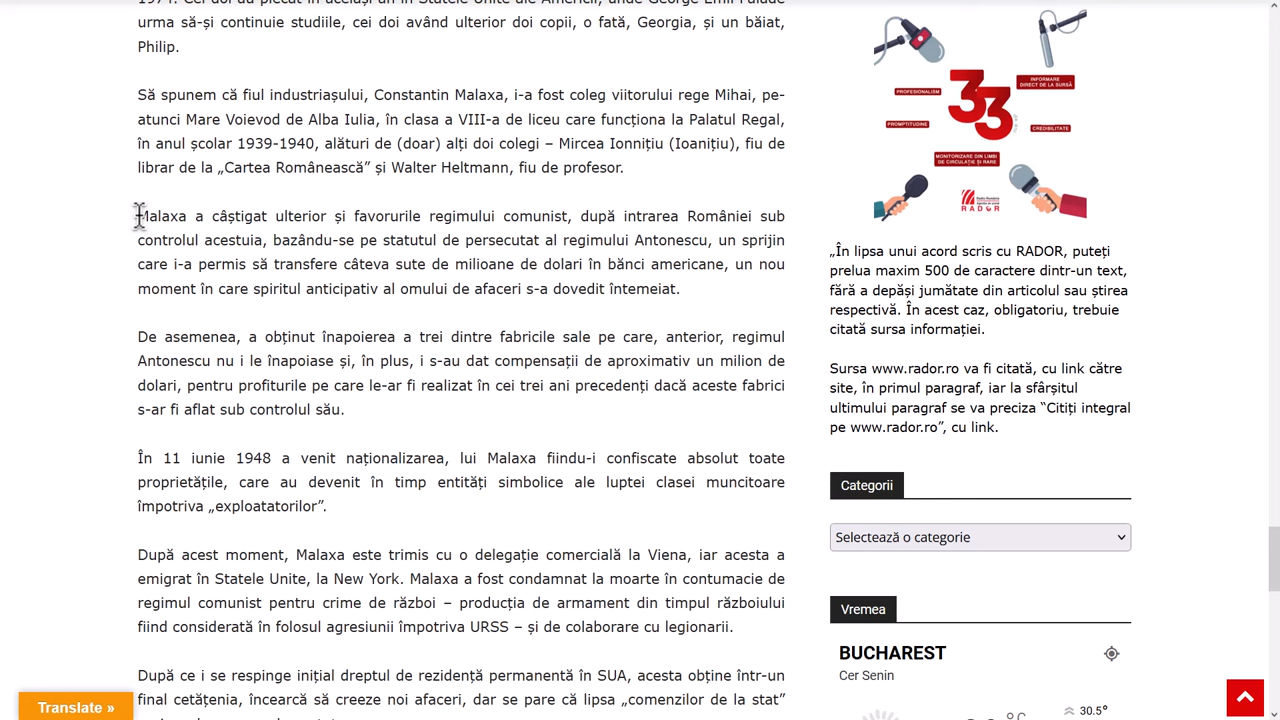 1974. Cei doi au plecat în același an în Statele Unite ale Americii, unde George Emil Palade
urma să-și continuie studiile, cei doi având ulterior doi copii, o fată, Georgia, și un băiat,
Philip.
Să spunem că fiul industriașului Constantin Malaxa i-a fost coleg viitorului rege Mihai, pe-
atunci Mare Voievod de Alba Iulia, în clasa a VIII-a de liceu care funcționa la Palatul Regal,
în anul școlar 1939-1940, alături de (doar) alți doi colegi – Mircea Ionnițiu (Ioanițiu), fiu de
librar de la „Cartea Românească” și Walter Heltmann, fiu de profesor.
Malaxa a câștigat ulterior și favorurile regimului comunist, după intrarea României sub
controlul acestuia, bazându-se pe statutul de persecutat al regimului Antonescu, un sprijin
care i-a permis să transfere câteva sute de milioane de dolari în bănci americane, un nou
moment în care spiritul anticipativ al omului de afaceri s-a dovedit întemeiat.
De asemenea, a obținut înapoierea a trei dintre fabricile sale pe care, anterior, regimul
Antonescu nu i le înapoiase și, în plus, i s-au dat compensații de aproximativ un milion de
dolari, pentru profiturile pe care le-ar fi realizat în cei trei ani precedenți dacă aceste fabrici
s-ar fi aflat sub controlul său.
În 11 iunie 1948 a venit naționalizarea, lui Malaxa fiindu-i confiscate absolut toate
proprietățile, care au devenit în timp entități simbolice ale luptei clasei muncitoare
împotriva „exploatatorilor”.
După acest moment, Malaxa este trimis cu o delegație comercială la Viena, iar acesta a
emigrat în Statele Unite, la New York. Malaxa a fost condamnat la moarte în contumacie de
regimul comunist pentru crime de război – producția de armament din timpul războiului
fiind considerată în folosul agresiunii împotriva URSS – și de colaborare cu legionarii.
După ce i se respinge inițial dreptul de rezidență permanentă în SUA, acesta obține într-un
final cetățenia, încearcă să creeze noi afaceri, dar se pare că lipsa „comenzilor de la stat”
Translate »
33
PROFESIONALISM
INFORMARE
DIRECT DE LA SURSĂ
PROMPTITUDINE
CREDIBILITATE
MONITORIZARE DIN LIMBI
DE CIRCULAȚIE ȘI RARE
RADOR
„În lipsa unui acord scris cu RADOR, puteți
prelua maxim 500 de caractere dintr-un text,
fără a depăși jumătate din articolul sau știrea
respectivă. În acest caz, obligatoriu, trebuie
citată sursa informației.
Sursa www.rador.ro va fi citată, cu link către
site, în primul paragraf, iar la sfârșitul
ultimului paragraf se va preciza “Citiți integral
pe www.rador.ro”, cu link.
Categorii
Selectează o categorie
Vremea
BUCHAREST
Cer Senin
°C
30.5°